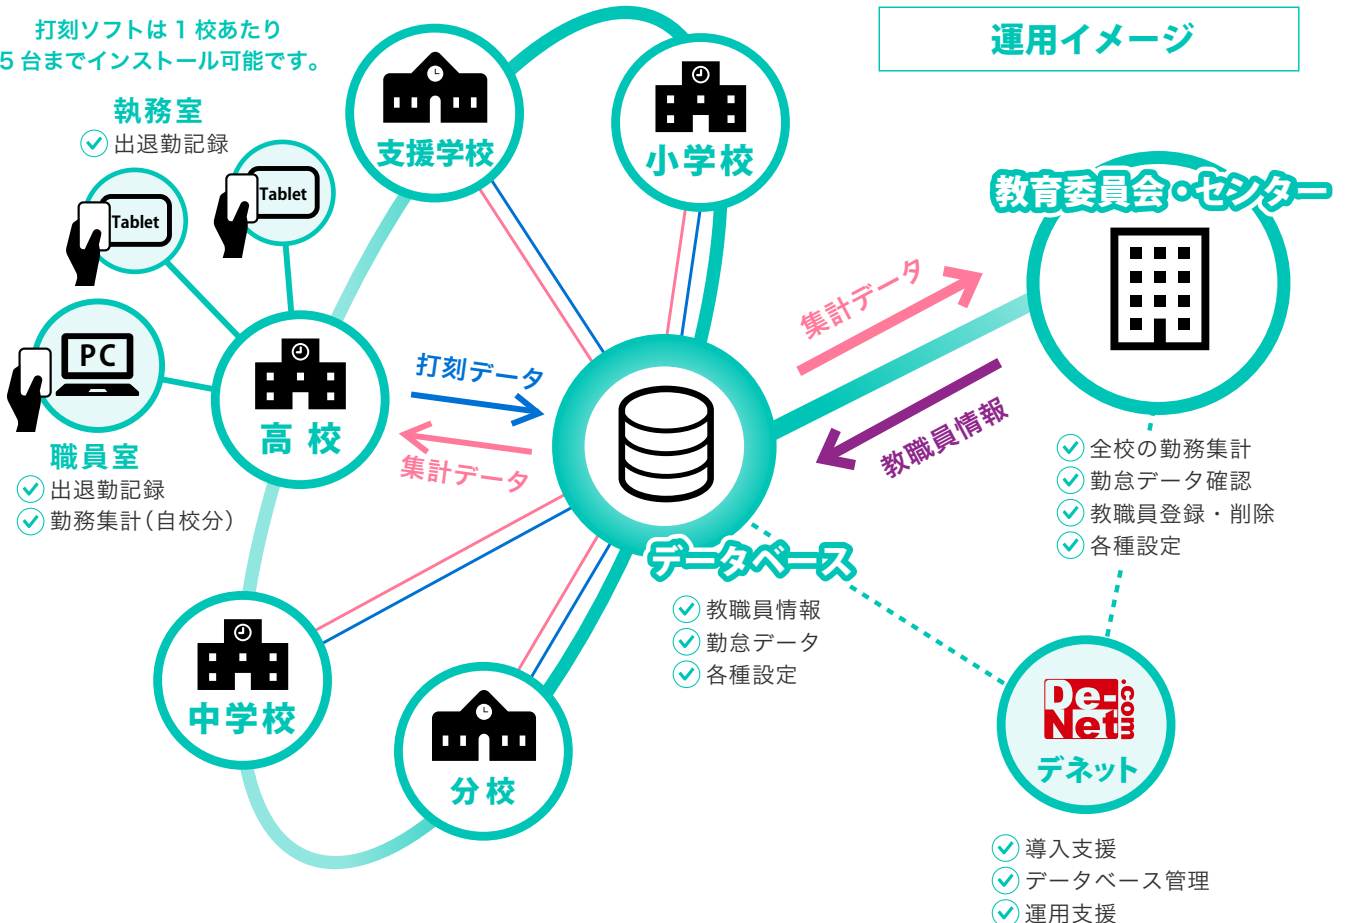 打刻ソフトは1校あたり
5台までインストール可能です。
運用イメージ
執務室
出退勤記録
Tablet
Tablet
PC
職員室
出退勤記録
勤務集計(自校分)
支援学校
小学校
高校
中学校
分校
打刻データ
集計データ
集計データ
教職員情報
教育委員会・センター
全校の勤務集計
勤怠データ確認
教職員登録・削除
各種設定
データベース
教職員情報
勤怠データ
各種設定
De-
Net
.com
デネット
導入支援
データベース管理
運用支援